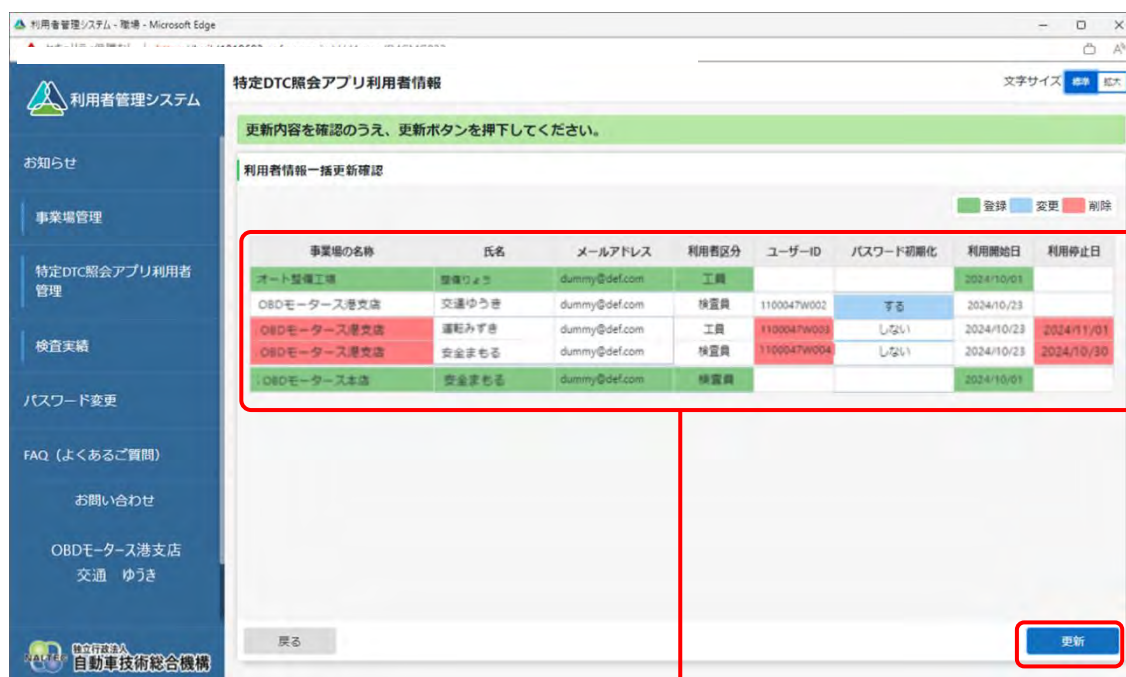 利用者管理システム - 職場 - Microsoft Edge
利用者管理システム
特定DTC照会アプリ利用者情報
文字サイズ 標準 拡大
更新内容を確認のうえ、更新ボタンを押下してください。
お知らせ
利用者情報一括更新確認
事業場管理
登録 変更 削除
特定DTC照会アプリ利用者
管理
検査実績
パスワード変更
FAQ(よくあるご質問)
お問い合わせ
OBDモータース港支店
交通 ゆうき
独立行政法人
自動車技術総合機構
事業場の名称 氏名 メールアドレス 利用者区分 ユーザーID パスワード初期化 利用開始日 利用停止日
オート整備工場 整備りょう dummy@def.com 工員 2024/10/01
OBDモータース港支店 交通ゆうき dummy@def.com 検査員 1100047W002 する 2024/10/23
OBDモータース港支店 運転みずき dummy@def.com 工員 1100047W003 しない 2024/10/23 2024/11/01
OBDモータース港支店 安全まもる dummy@def.com 検査員 1100047W004 しない 2024/10/23 2024/10/30
OBDモータース本店 安全まもる dummy@def.com 検査員 2024/10/01
戻る
更新